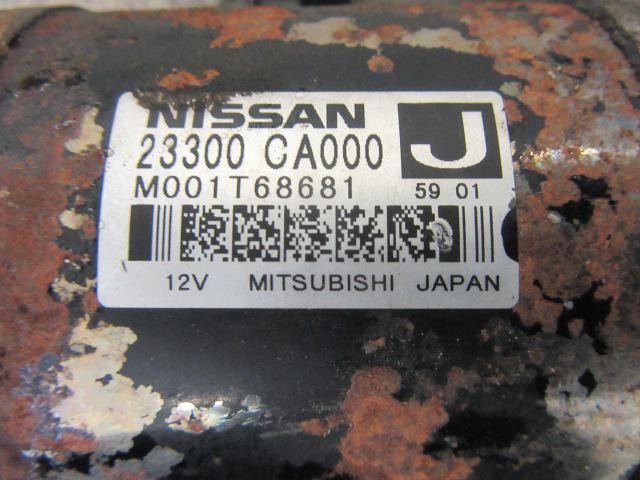 NISSAN
23300 CA000
J
M001T68681
59 01
12V MITSUBISHI JAPAN